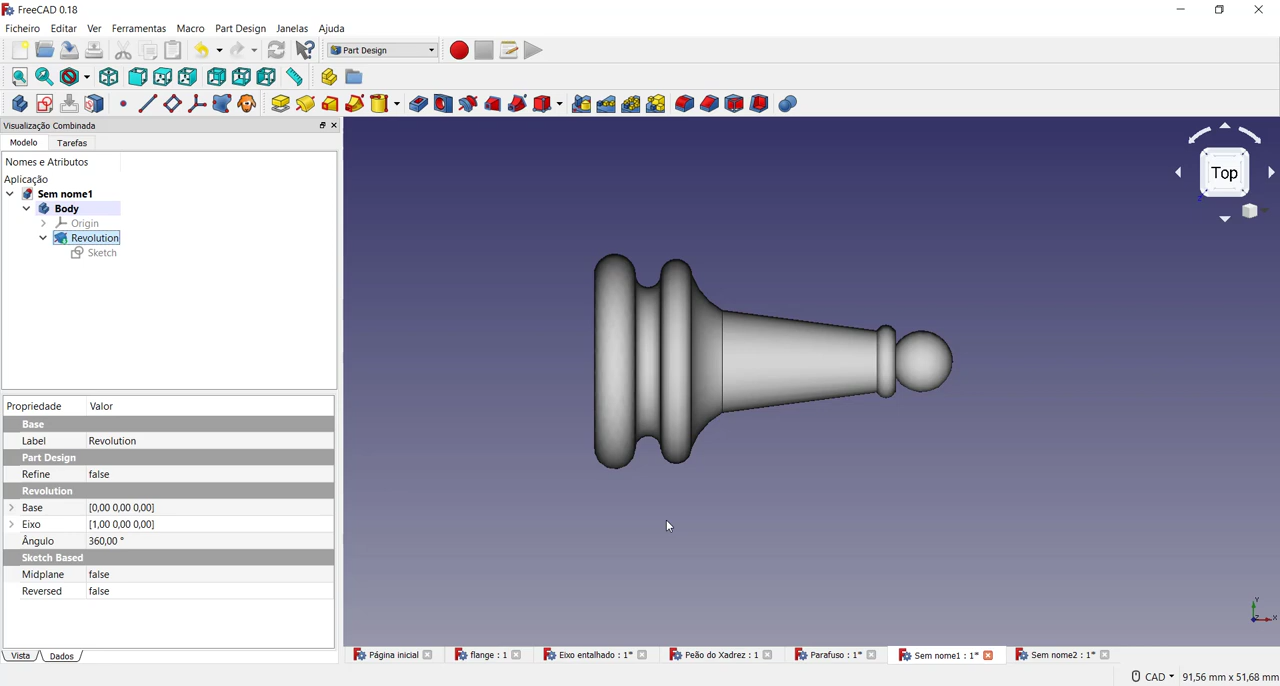 FreeCAD 0.18
Ficheiro Editar Ver Ferramentas Macro Part Design Janelas Ajuda
Part Design
Visualização Combinada
Modelo Tarefas
Nomes e Atributos
Aplicação
Sem nome1
Body
Origin
Revolution
Sketch
Propriedade Valor
Base
Label Revolution
Part Design
Refine false
Revolution
Base [0,00 0,00 0,00]
Eixo [1,00 0,00 0,00]
Ângulo 360,00 °
Sketch Based
Midplane false
Reversed false
Vista Dados
Top
Z
Y
Z X
Página inicial flange : 1 Eixo entalhado : 1* Peão do Xadrez : 1 Parafuso : 1* Sem nome1 : 1* Sem nome2 : 1*
CAD 91,56 mm x 51,68 mm